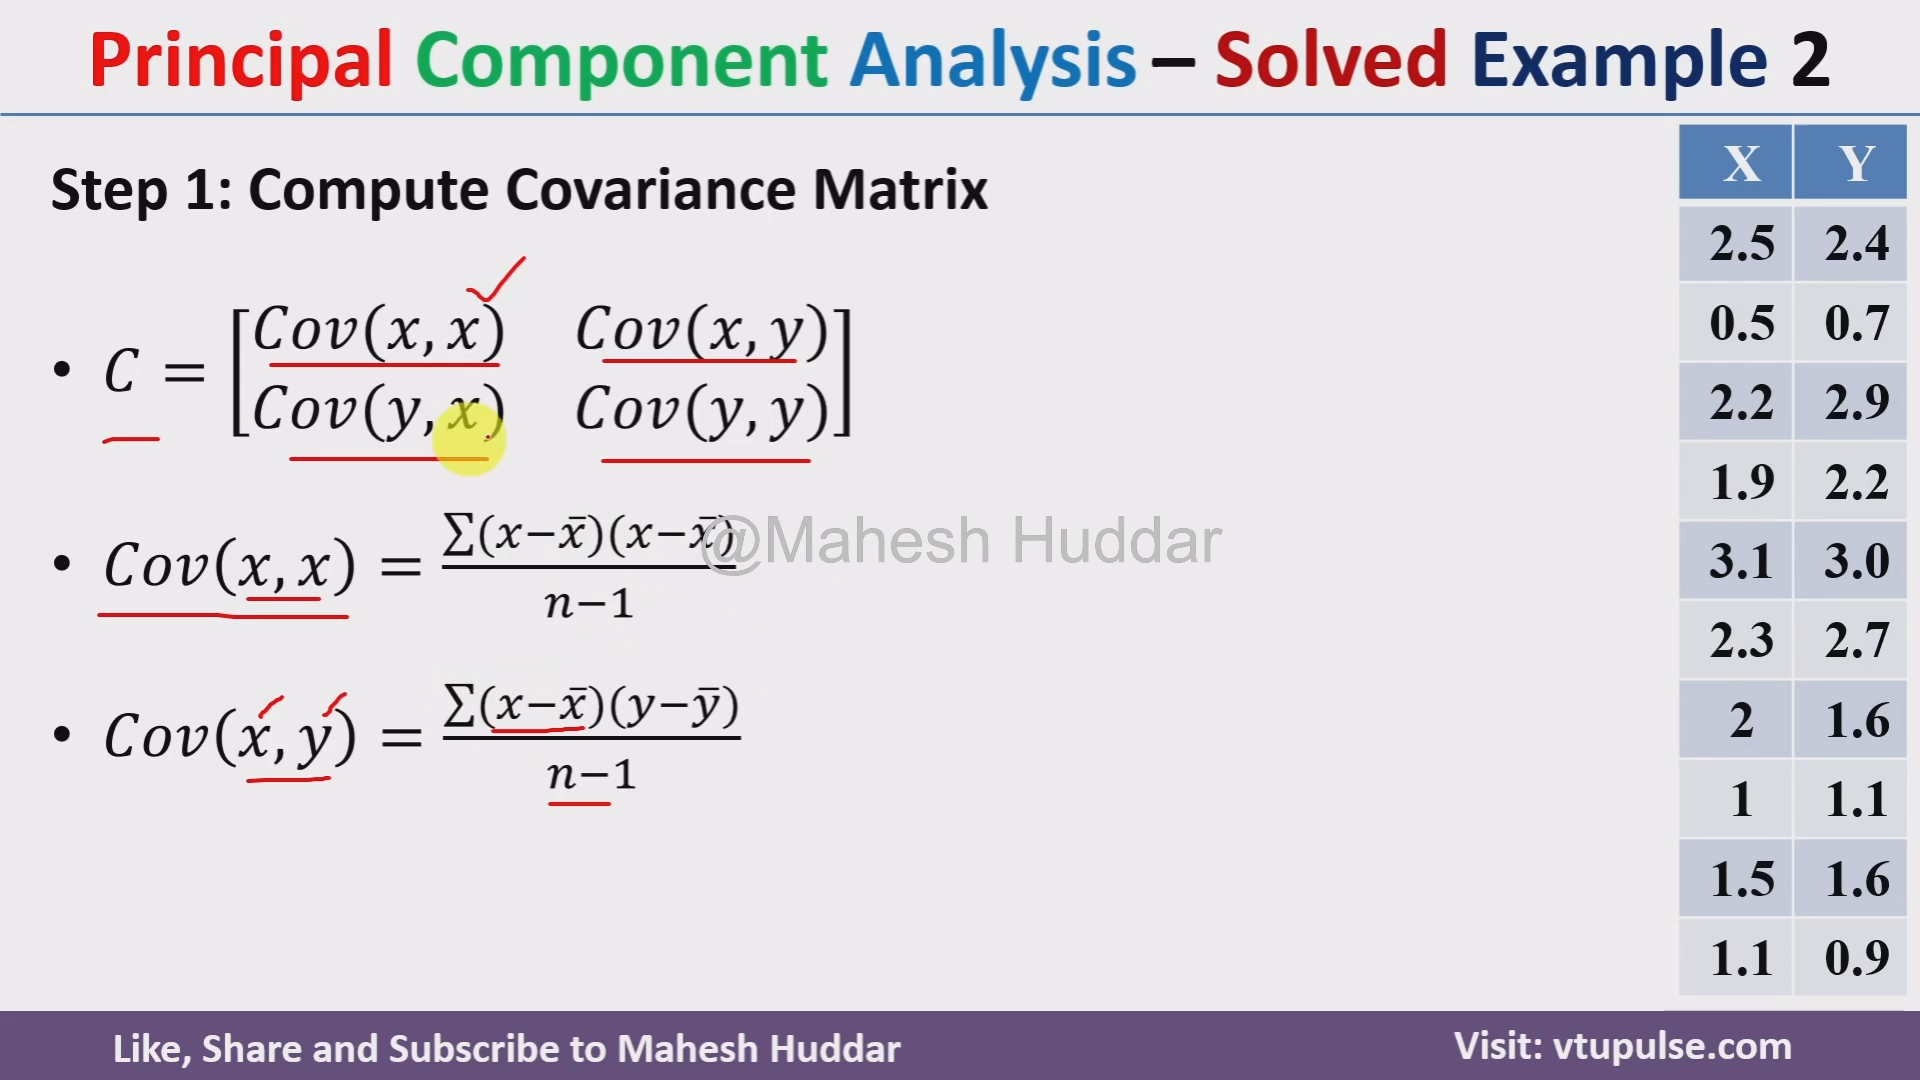 Principal Component Analysis – Solved Example 2
Step 1: Compute Covariance Matrix
• C = [Cov(x, x) Cov(x, y)
Cov(y, x) Cov(y, y)]
• Cov(x, x) = ∑(x−x̄)(x−x̄)
n−1
• Cov(x, y) = ∑(x−x̄)(y−ȳ)
n−1
@Mahesh Huddar
X Y
2.5 2.4
0.5 0.7
2.2 2.9
1.9 2.2
3.1 3.0
2.3 2.7
2 1.6
1 1.1
1.5 1.6
1.1 0.9
Like, Share and Subscribe to Mahesh Huddar
Visit: vtupulse.com